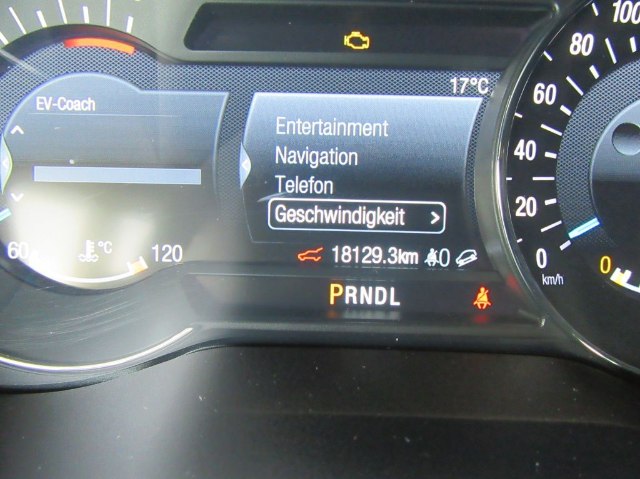 100
80
17°C
60
EV-Coach
Entertainment
40
Navigation
Telefon
20
Geschwindigkeit >
60 °C 120
18129.3km 0
0
km/h
0
PRNDL